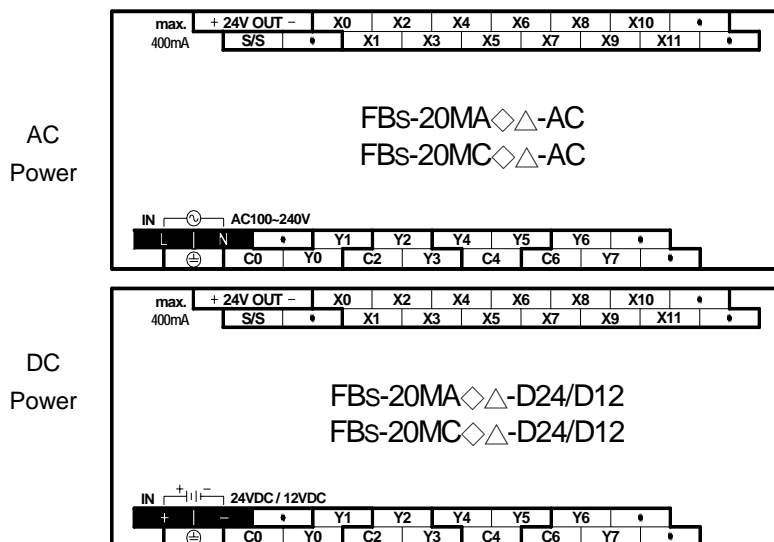 max. + 24V OUT − X0 X2 X4 X6 X8 X10
400mA S/S X1 X3 X5 X7 X9 X11
AC
Power
FBs-20MA◇△-AC
FBs-20MC◇△-AC
IN AC100~240V
L N Y1 Y2 Y4 Y5 Y6
C0 Y0 C2 Y3 C4 C6 Y7
max. + 24V OUT − X0 X2 X4 X6 X8 X10
400mA S/S X1 X3 X5 X7 X9 X11
DC
Power
FBs-20MA◇△-D24/D12
FBs-20MC◇△-D24/D12
IN + − 24VDC / 12VDC
+ − Y1 Y2 Y4 Y5 Y6
C0 Y0 C2 Y3 C4 C6 Y7